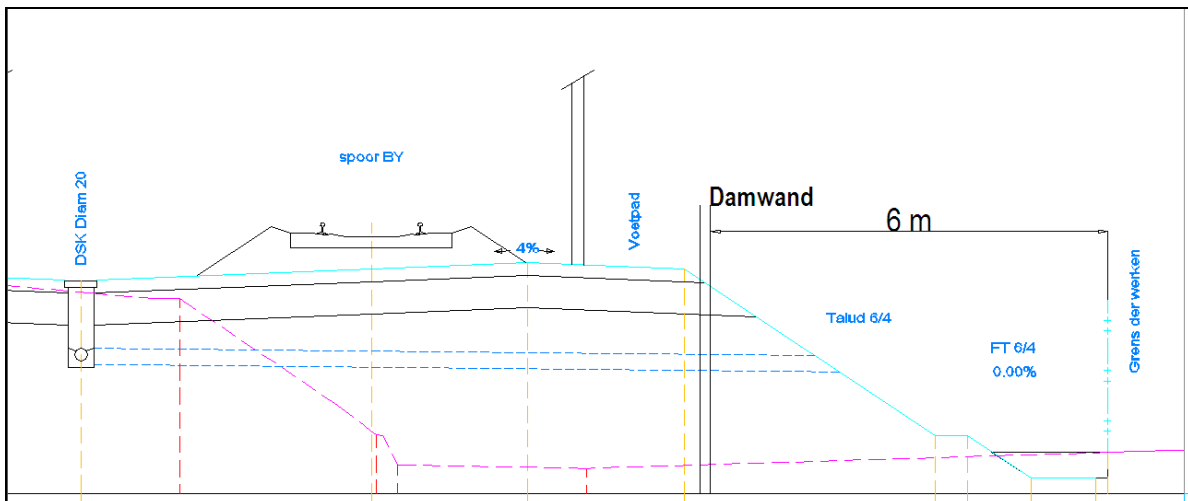 DSK Diam 20
spoor BY
4%
Voetpad
Damwand
6 m
Talud 6/4
FT 6/4
0.00%
Grens der werken